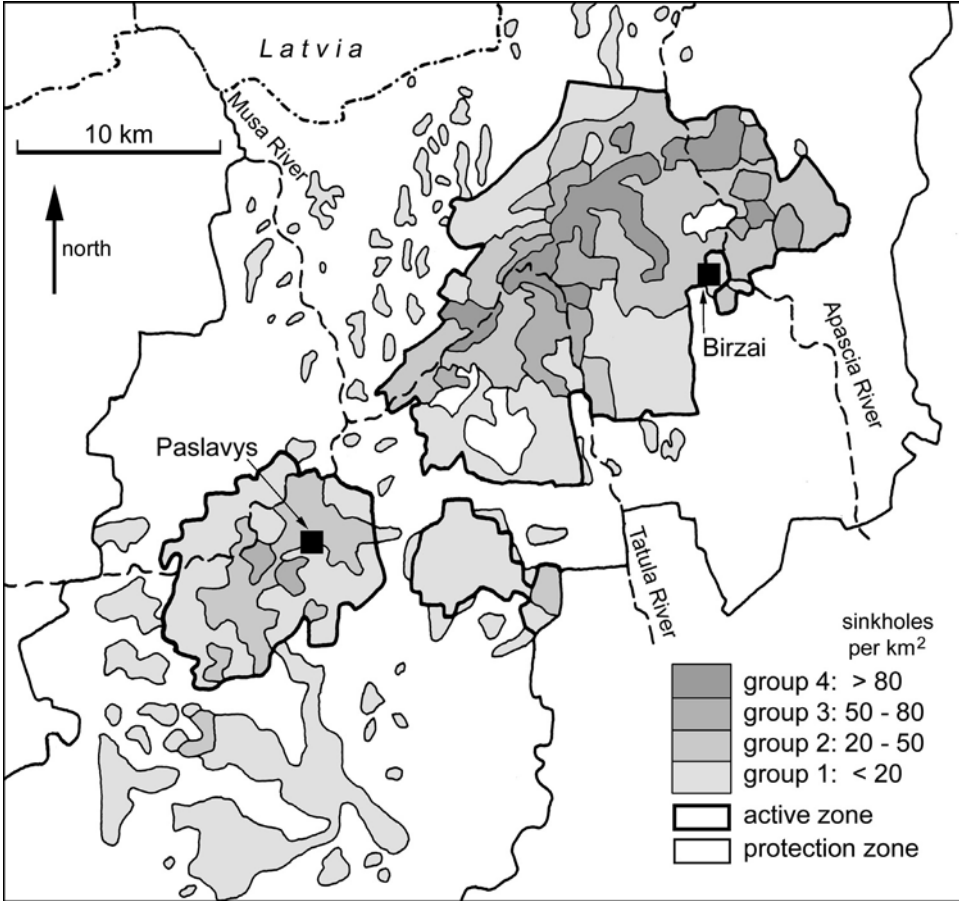 Latvia
10 km
Musa River
north
Birzai
Apascia River
Paslavys
Tatula River
sinkholes
per km²
group 4: > 80
group 3: 50 - 80
group 2: 20 - 50
group 1: < 20
active zone
protection zone